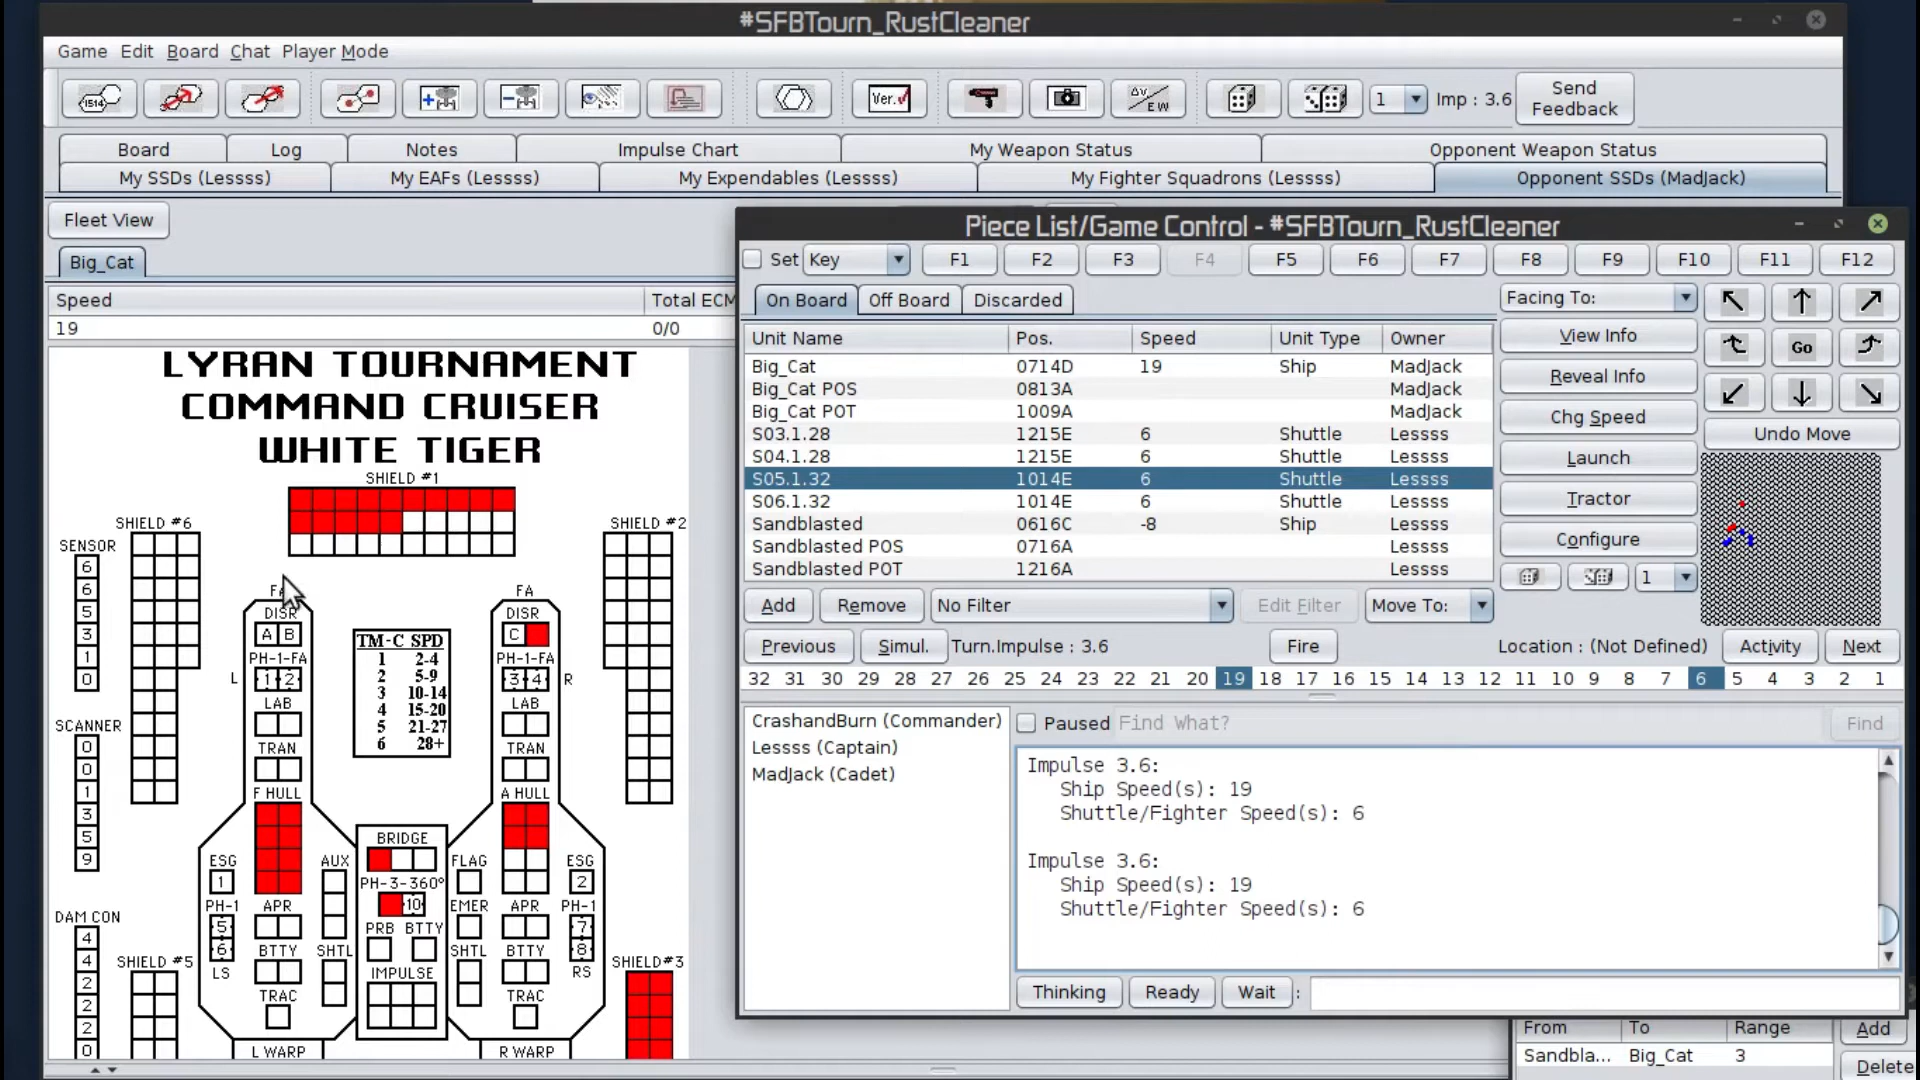 #SFBTourn_RustCleaner
Game Edit Board Chat Player Mode
1514 Ver. ΔV/EW 1 Imp : 3.6 Send Feedback
Board Log Notes Impulse Chart My Weapon Status Opponent Weapon Status
My SSDs (Lessss) My EAFs (Lessss) My Expendables (Lessss) My Fighter Squadrons (Lessss) Opponent SSDs (MadJack)
Fleet View
Big_Cat
Speed Total ECM
19 0/0
LYRAN TOURNAMENT
COMMAND CRUISER
WHITE TIGER
SHIELD #1
SHIELD #6 SHIELD #2
SENSOR
6
6
5
3
1
0
SCANNER
0
0
1
3
5
9
DAM CON
4
4
2
2
2
0
FA
DISR
A B
PH-1-FA
L 1 2
LAB
TRAN
F HULL
FA
DISR
C
PH-1-FA
3 4 R
LAB
TRAN
A HULL
TM-C SPD
1 2-4
2 5-9
3 10-14
4 15-20
5 21-27
6 28+
BRIDGE
ESG AUX FLAG ESG
1 2
PH-3-360°
10
PH-1 APR EMER APR PH-1
5 7
6 8
PRB BTTY
BTTY SHTL SHTL BTTY
LS RS
SHIELD #5 SHIELD#3
IMPULSE
TRAC TRAC
L WARP R WARP
Piece List/Game Control - #SFBTourn_RustCleaner
Set Key F1 F2 F3 F4 F5 F6 F7 F8 F9 F10 F11 F12
On Board Off Board Discarded
Unit Name Pos. Speed Unit Type Owner
Big_Cat 0714D 19 Ship MadJack
Big_Cat POS 0813A MadJack
Big_Cat POT 1009A MadJack
S03.1.28 1215E 6 Shuttle Lessss
S04.1.28 1215E 6 Shuttle Lessss
S05.1.32 1014E 6 Shuttle Lessss
S06.1.32 1014E 6 Shuttle Lessss
Sandblasted 0616C -8 Ship Lessss
Sandblasted POS 0716A Lessss
Sandblasted POT 1216A Lessss
Facing To:
View Info
Reveal Info
Chg Speed
Launch
Tractor
Configure
1
Go
Undo Move
Add Remove No Filter Edit Filter Move To:
Previous Simul. Turn.Impulse : 3.6 Fire Location : (Not Defined) Activity Next
32 31 30 29 28 27 26 25 24 23 22 21 20 19 18 17 16 15 14 13 12 11 10 9 8 7 6 5 4 3 2 1
CrashandBurn (Commander)
Lessss (Captain)
MadJack (Cadet)
Paused Find What? Find
Impulse 3.6:
Ship Speed(s): 19
Shuttle/Fighter Speed(s): 6
Impulse 3.6:
Ship Speed(s): 19
Shuttle/Fighter Speed(s): 6
Thinking Ready Wait :
From To Range Add
Sandbla... Big_Cat 3 Delete